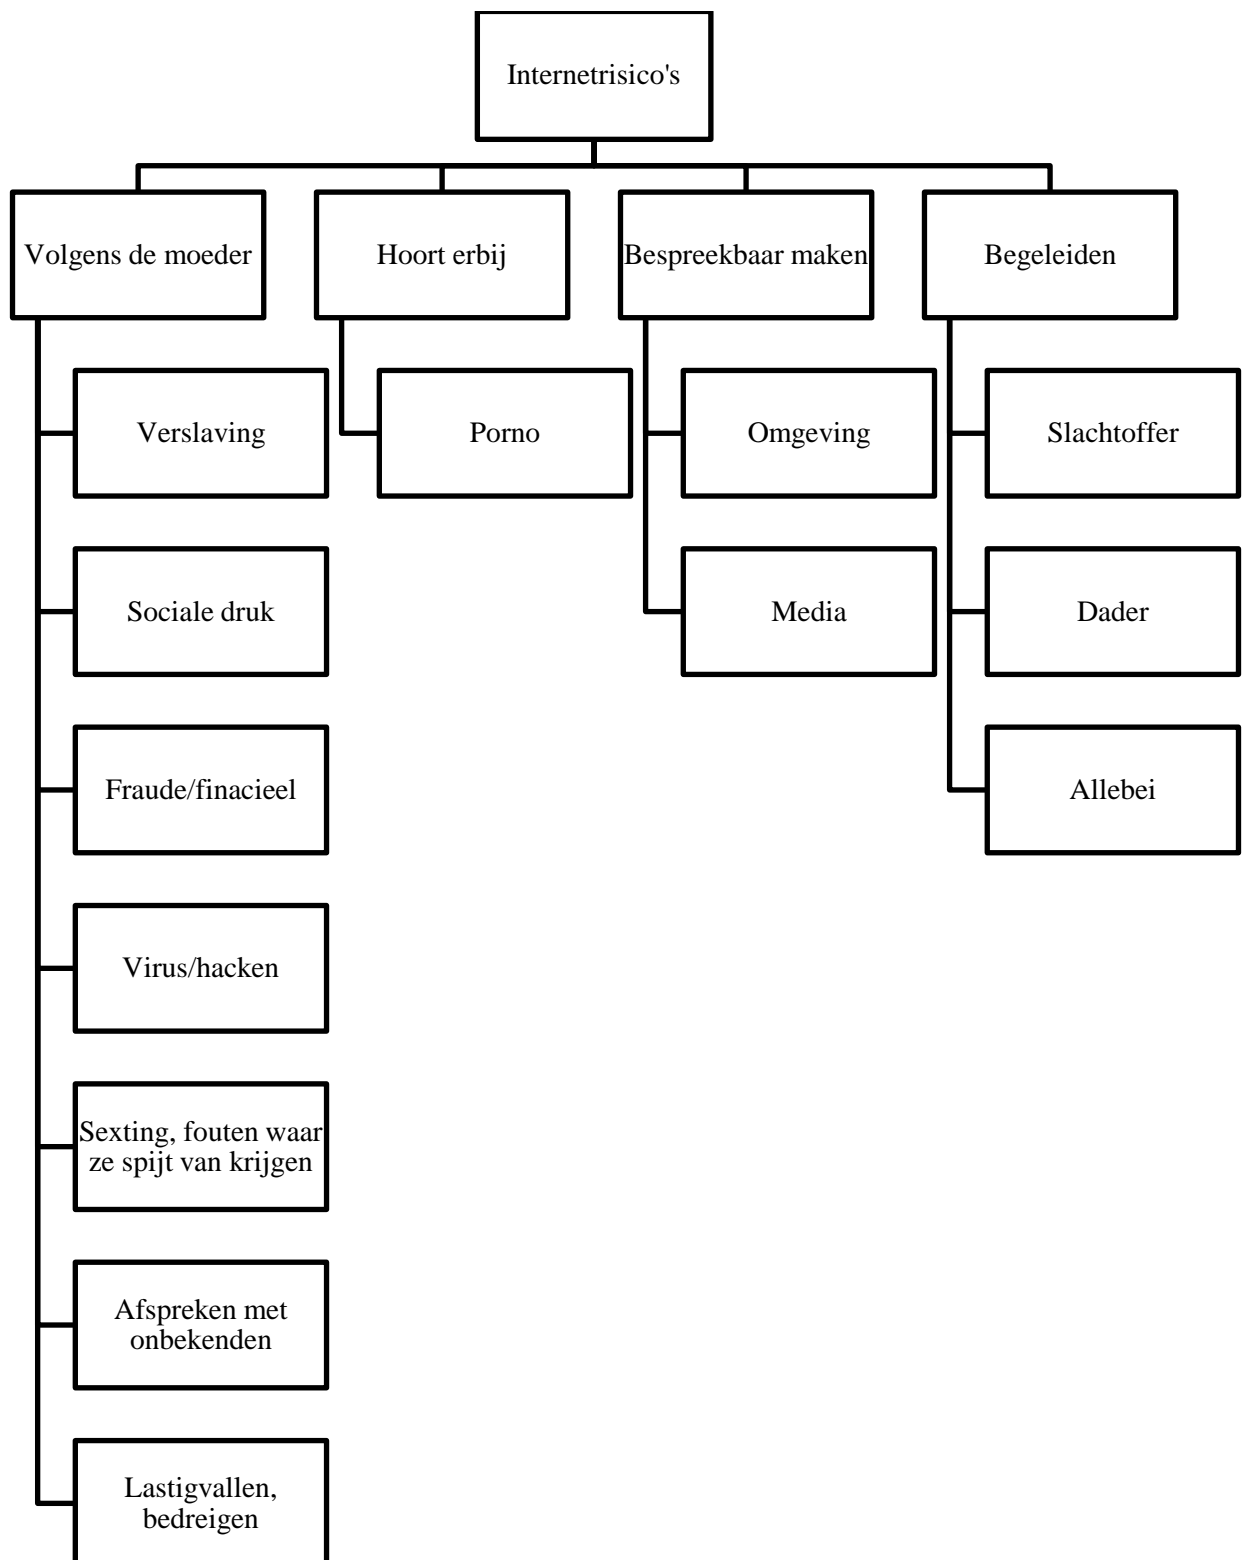 Internetrisico's
Volgens de moeder
Hoort erbij
Bespreekbaar maken
Begeleiden
Verslaving
Porno
Omgeving
Slachtoffer
Sociale druk
Media
Dader
Fraude/finacieel
Allebei
Virus/hacken
Sexting, fouten waar
ze spijt van krijgen
Afspreken met
onbekenden
Lastigvallen,
bedreigen